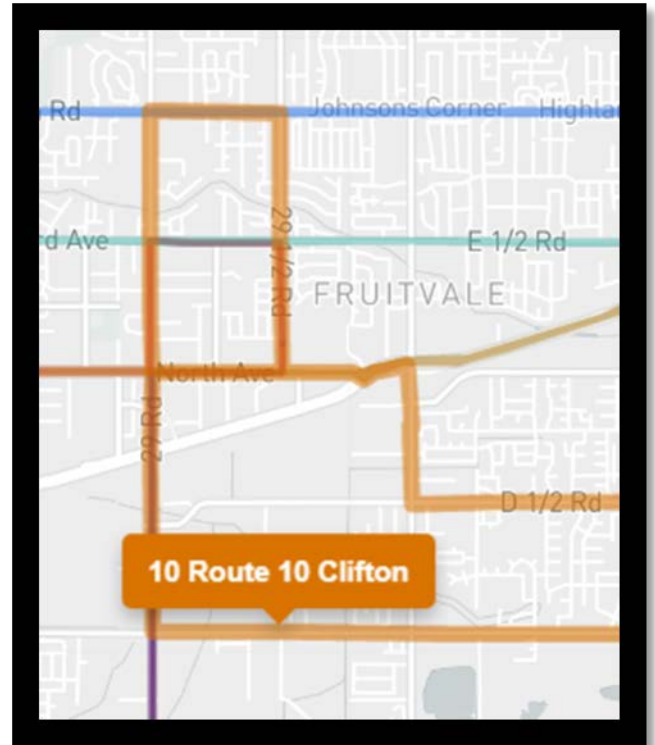 Rd
Johnsons Corner
Highla
29 1/2 Rd
d Ave
E 1/2 Rd
FRUITVALE
North Ave
29 Rd
D 1/2 Rd
10 Route 10 Clifton